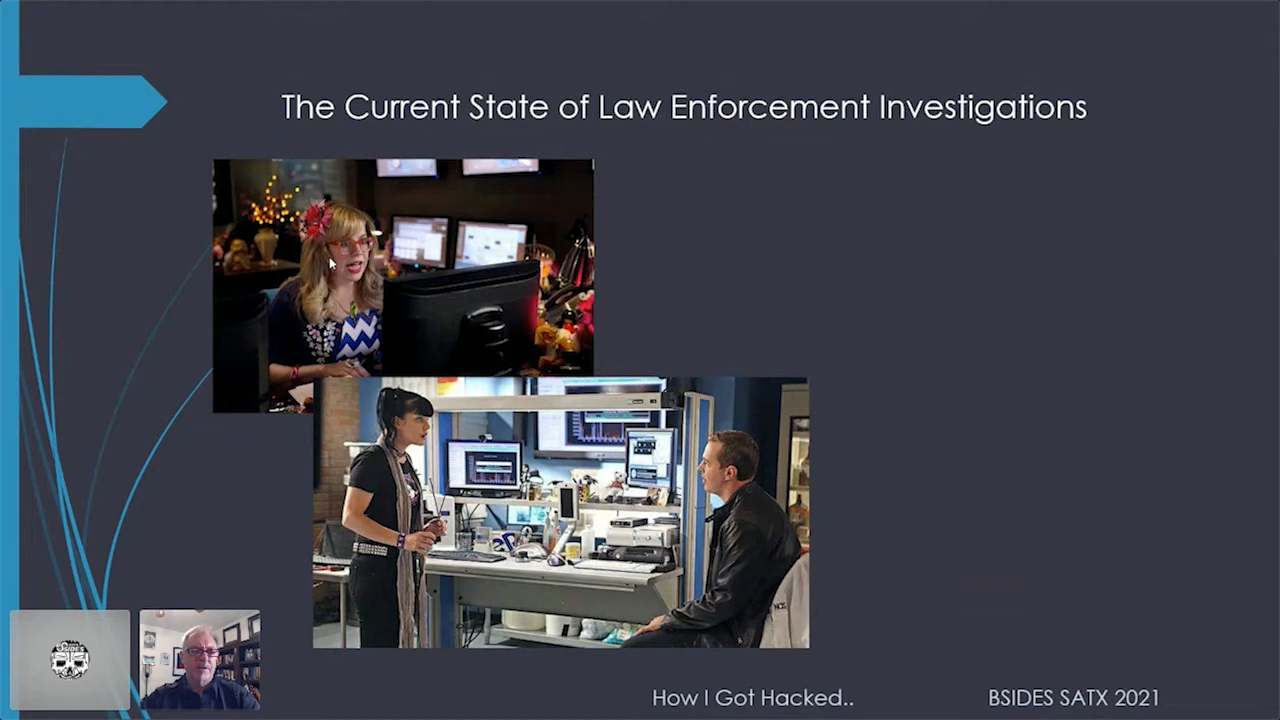 The Current State of Law Enforcement Investigations
How I Got Hacked..
BSIDES SATX 2021